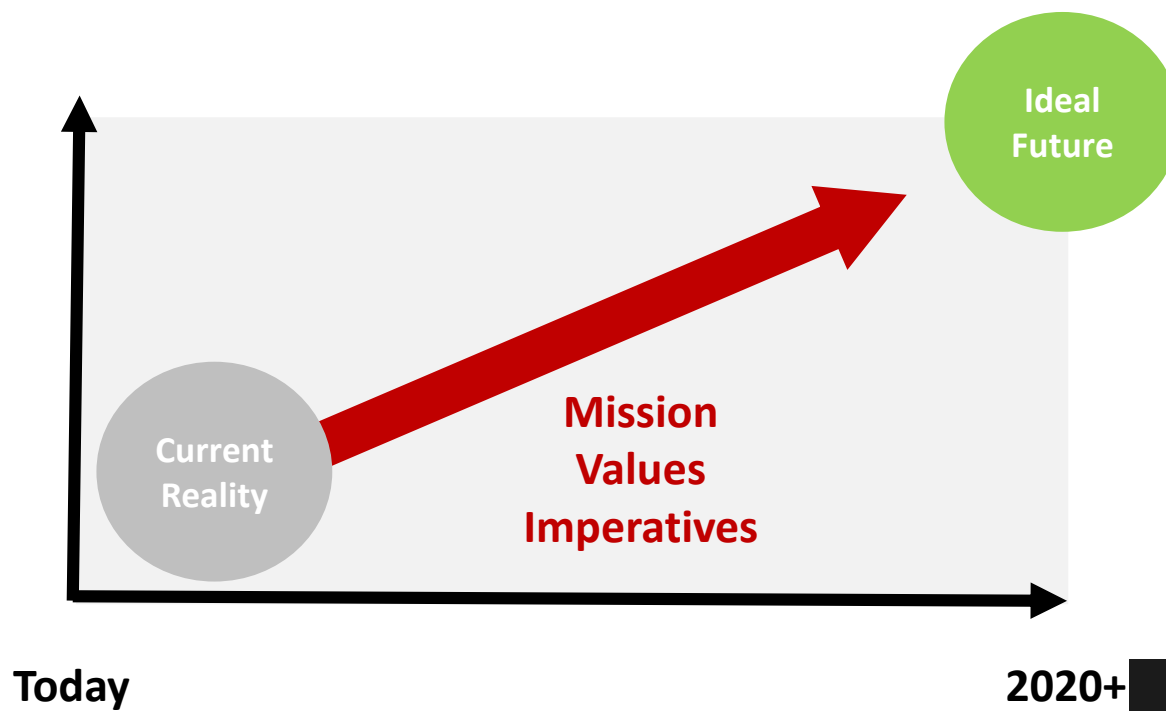 Ideal
Future
Current
Reality
Mission
Values
Imperatives
Today
2020+